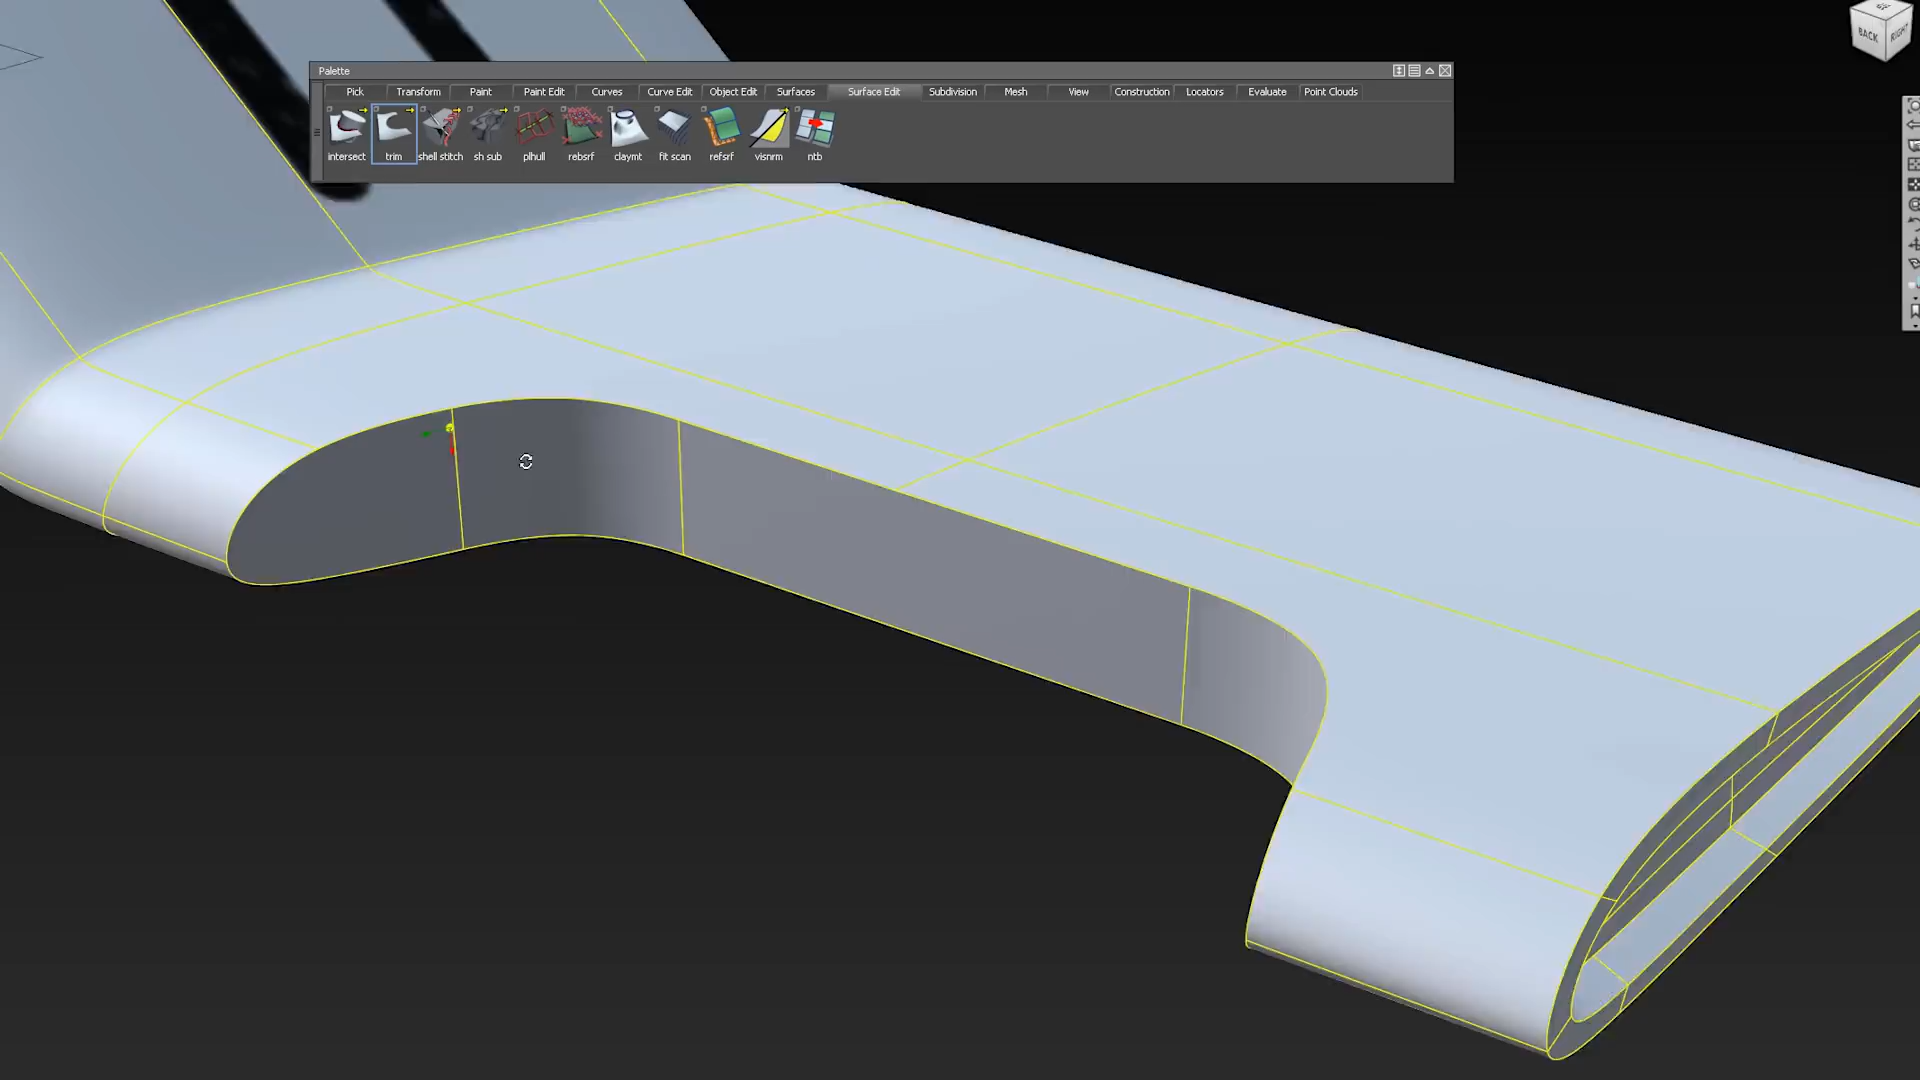 Palette
Pick Transform Paint Paint Edit Curves Curve Edit Object Edit Surfaces Surface Edit Subdivision Mesh View Construction Locators Evaluate Point Clouds
intersect trim shell stitch sh sub plhull rebsrf claymt fit scan refsrf visnrm ntb
BACK RIGHT